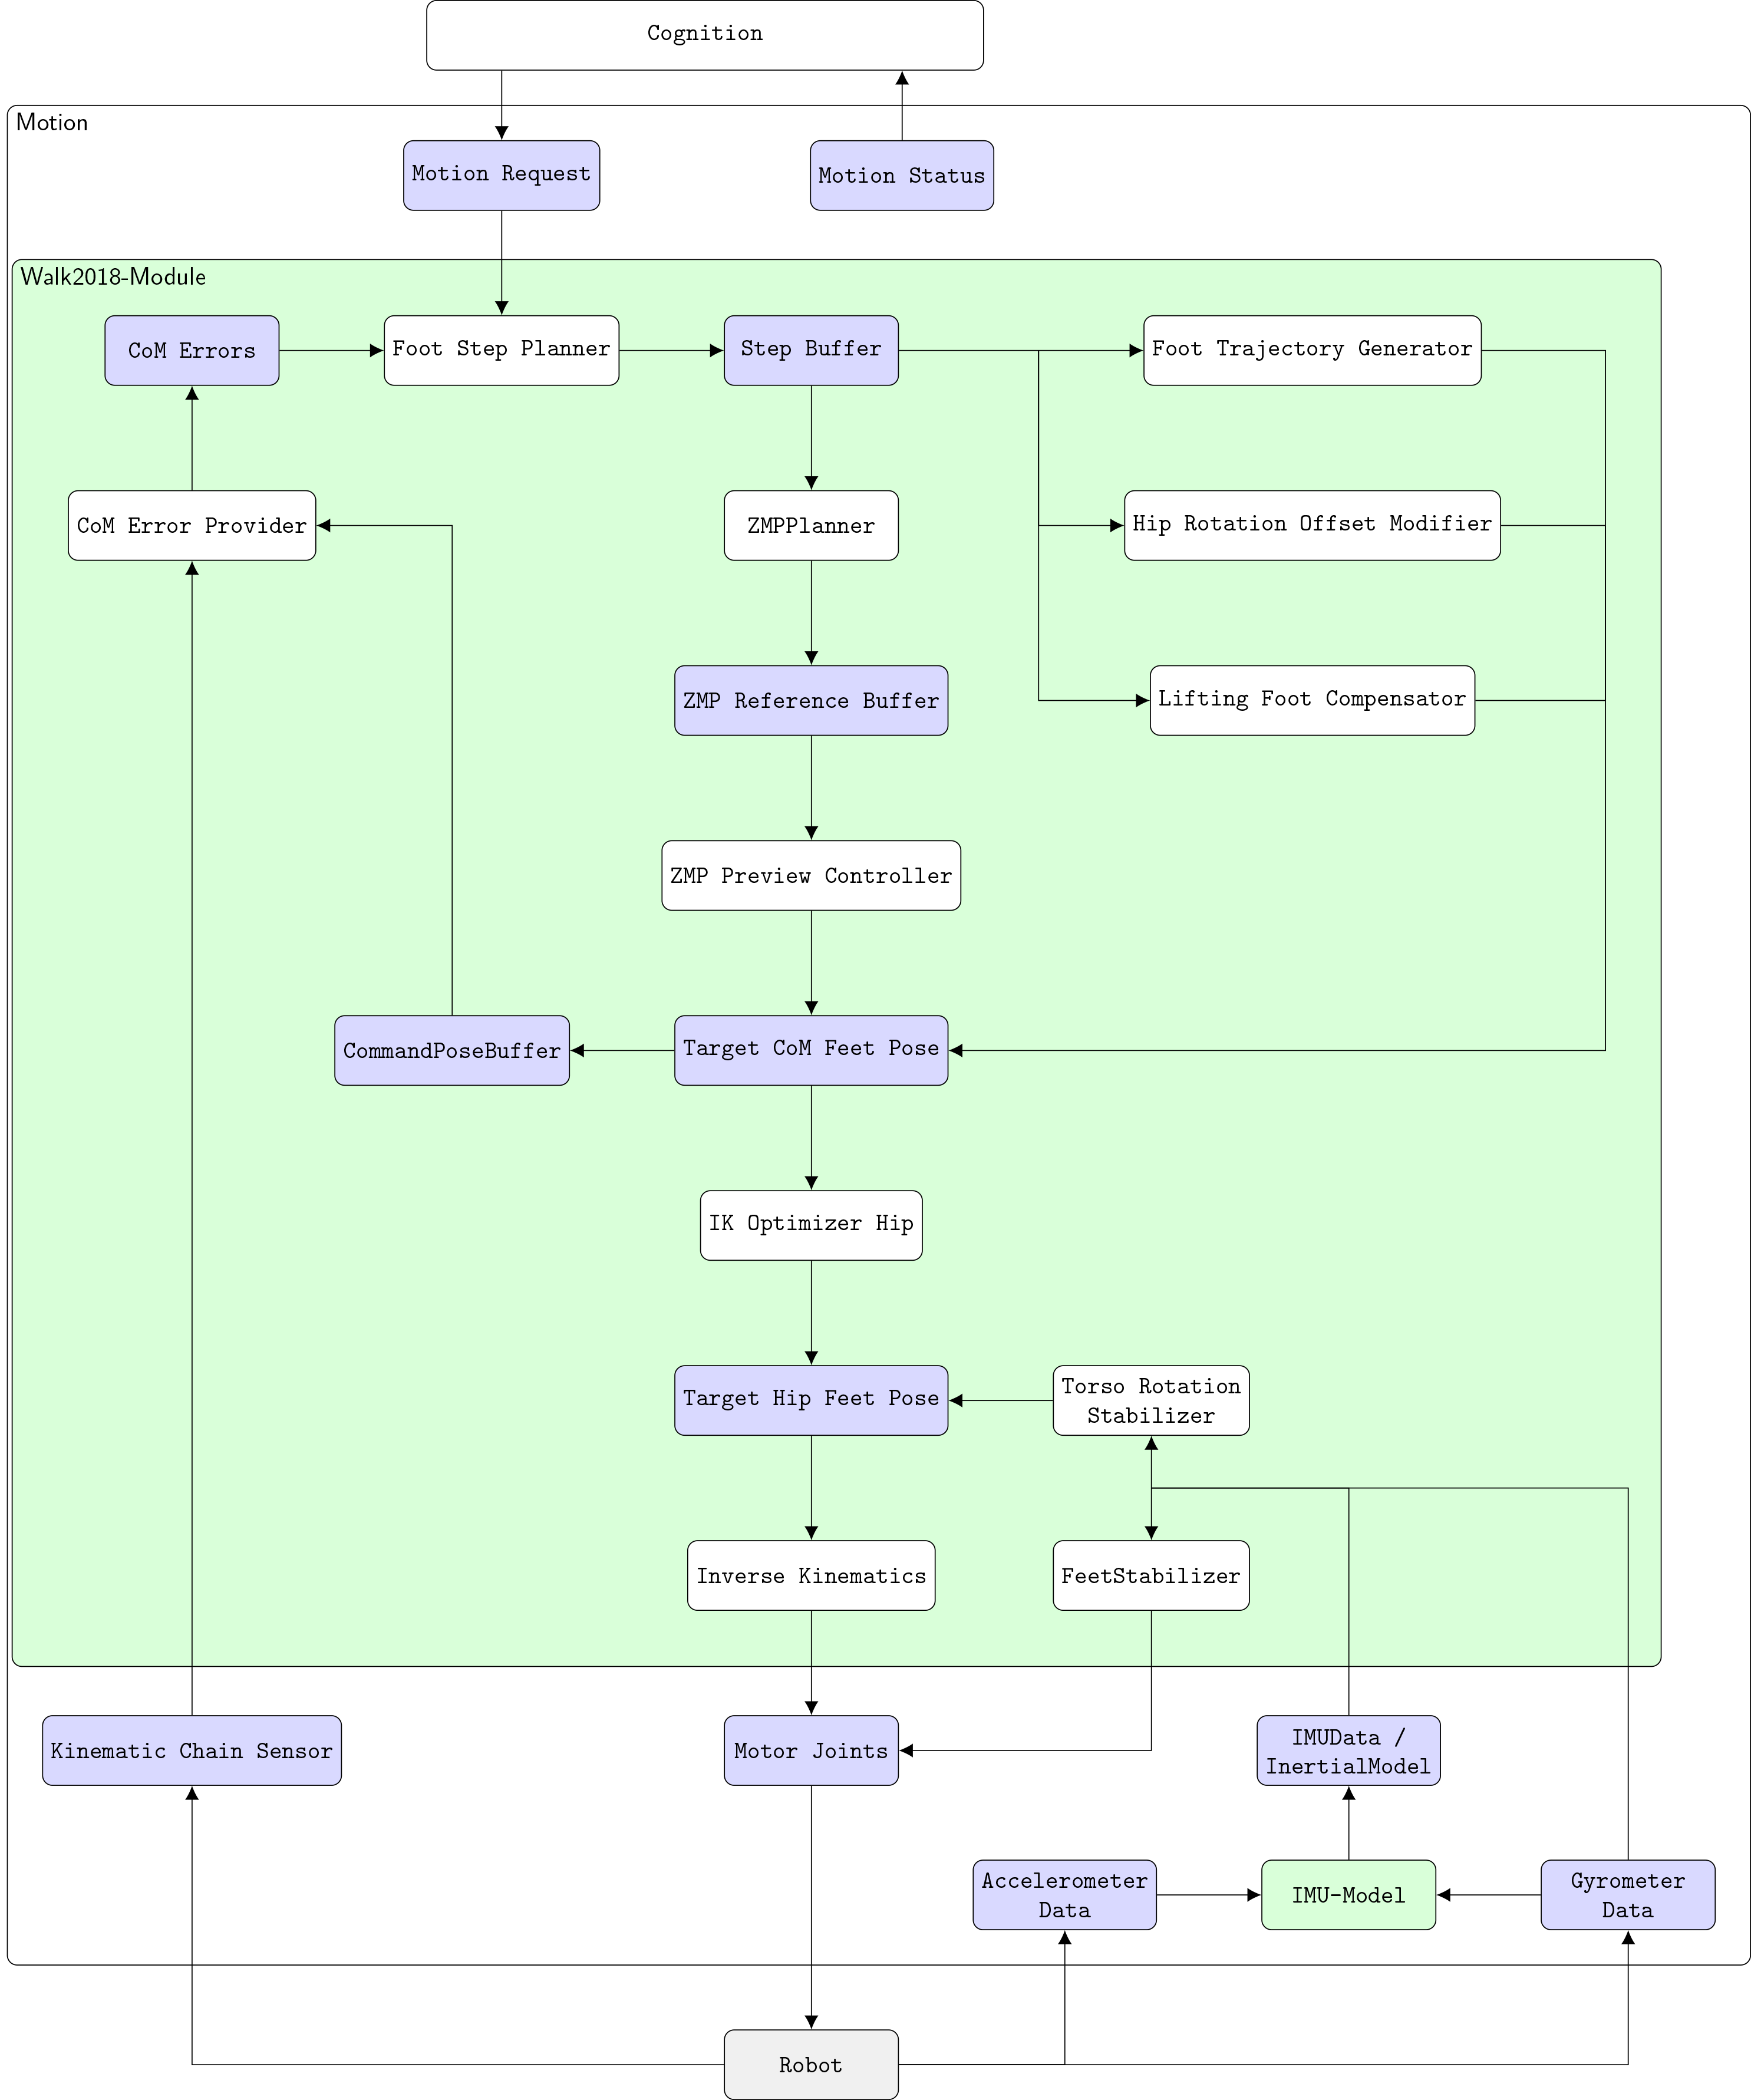 Cognition
Motion
Motion Request
Motion Status
Walk2018-Module
CoM Errors
Foot Step Planner
Step Buffer
Foot Trajectory Generator
CoM Error Provider
ZMPPlanner
Hip Rotation Offset Modifier
ZMP Reference Buffer
Lifting Foot Compensator
ZMP Preview Controller
CommandPoseBuffer
Target CoM Feet Pose
IK Optimizer Hip
Target Hip Feet Pose
Torso Rotation
Stabilizer
Inverse Kinematics
FeetStabilizer
Kinematic Chain Sensor
Motor Joints
IMUData /
InertialModel
Accelerometer
Data
IMU-Model
Gyrometer
Data
Robot